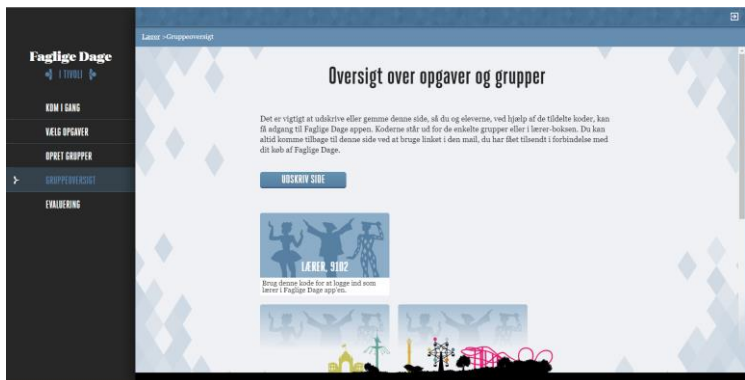 Lærer >Gruppeoversigt
Faglige Dage
I TIVOLI
KOM I GANG
VÆLG OPGAVER
OPRET GRUPPER
GRUPPEOVERSIGT
EVALUERING
Oversigt over opgaver og grupper
Det er vigtigt at udskrive eller gemme denne side, så du og eleverne, ved hjælp af de tildelte koder, kan
få adgang til Faglige Dage appen. Koderne står ud for de enkelte grupper eller i lærer-boksen. Du kan
altid komme tilbage til denne side ved at bruge linket i den mail, du har fået tilsendt i forbindelse med
dit køb af Faglige Dage.
UDSKRIV SIDE
LÆRER, 9102
Brug denne kode for at logge ind som
lærer i Faglige Dage app'en.